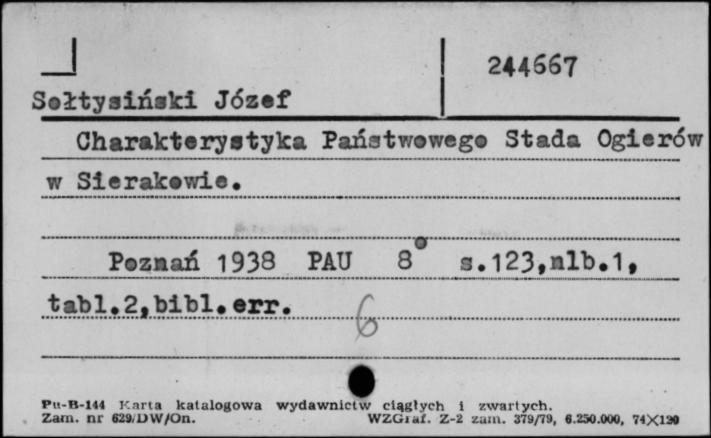 244667
Sołtysiński Józef
Charakterystyka Państwowego Stada Ogierów
w Sierakowie.
Poznań 1938 PAU 8° s.123,nlb.1,
tabl.2,bibl.err.
6
Pu-B-144 Karta katalogowa wydawnictw ciągłych i zwartych.
Zam. nr 629/DW/On. WZGraf. Z-2 zam. 379/79, 6.250.000, 74×120